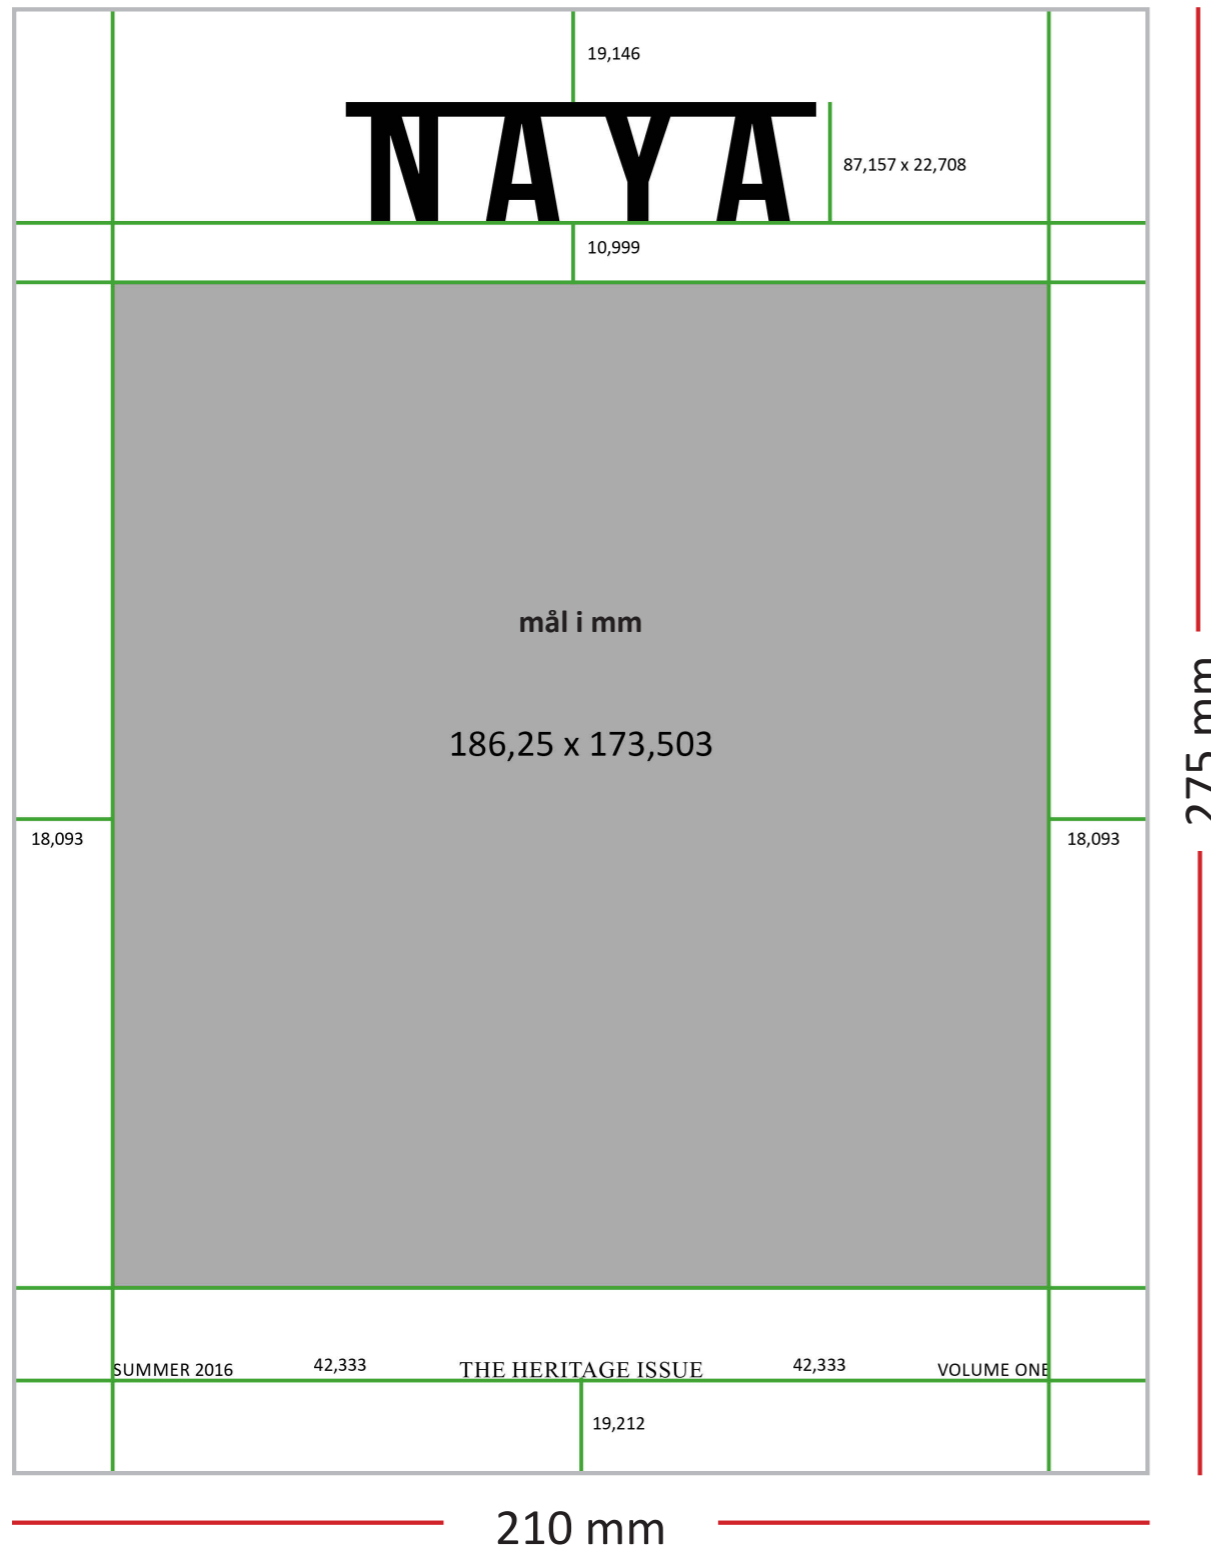 19,146
NAYA
87,157 x 22,708
10,999
mål i mm
186,25 x 173,503
275 mm
18,093
18,093
SUMMER 2016
42,333
THE HERITAGE ISSUE
42,333
VOLUME ONE
19,212
210 mm